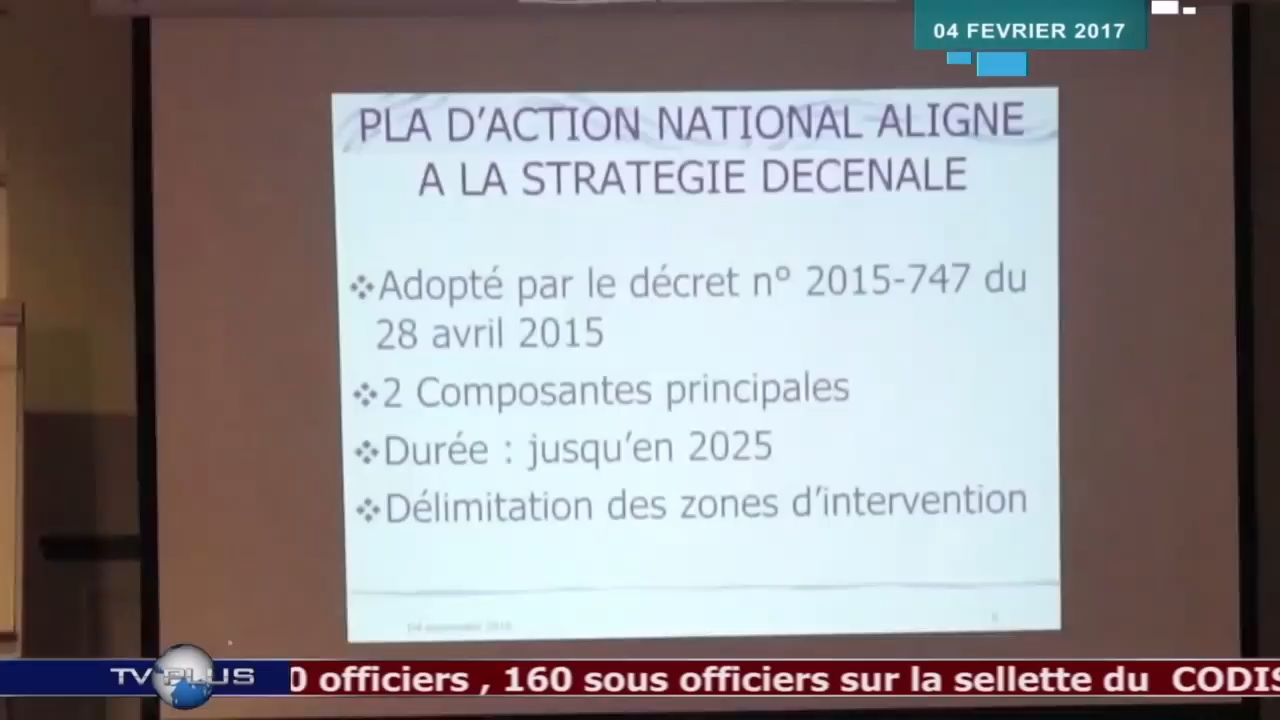 04 FEVRIER 2017
PLA D'ACTION NATIONAL ALIGNE
A LA STRATEGIE DECENALE
❖Adopté par le décret n° 2015-747 du
28 avril 2015
❖2 Composantes principales
❖Durée : jusqu'en 2025
❖Délimitation des zones d'intervention
TV PLUS
0 officiers , 160 sous officiers sur la sellette du CODIS